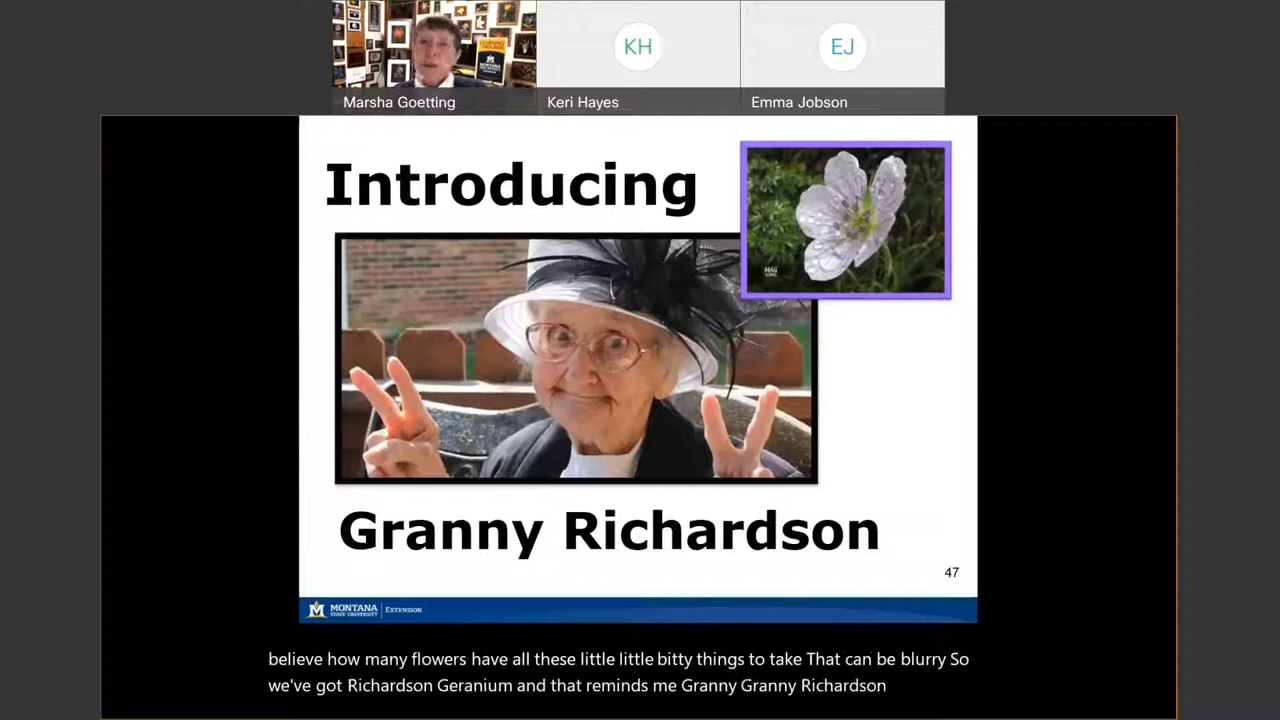 KH
EJ
Marsha Goetting
Keri Hayes
Emma Jobson
Introducing
MAG
Granny Richardson
47
M MONTANA
STATE UNIVERSITY
EXTENSION
believe how many flowers have all these little little bitty things to take That can be blurry So
we've got Richardson Geranium and that reminds me Granny Granny Richardson